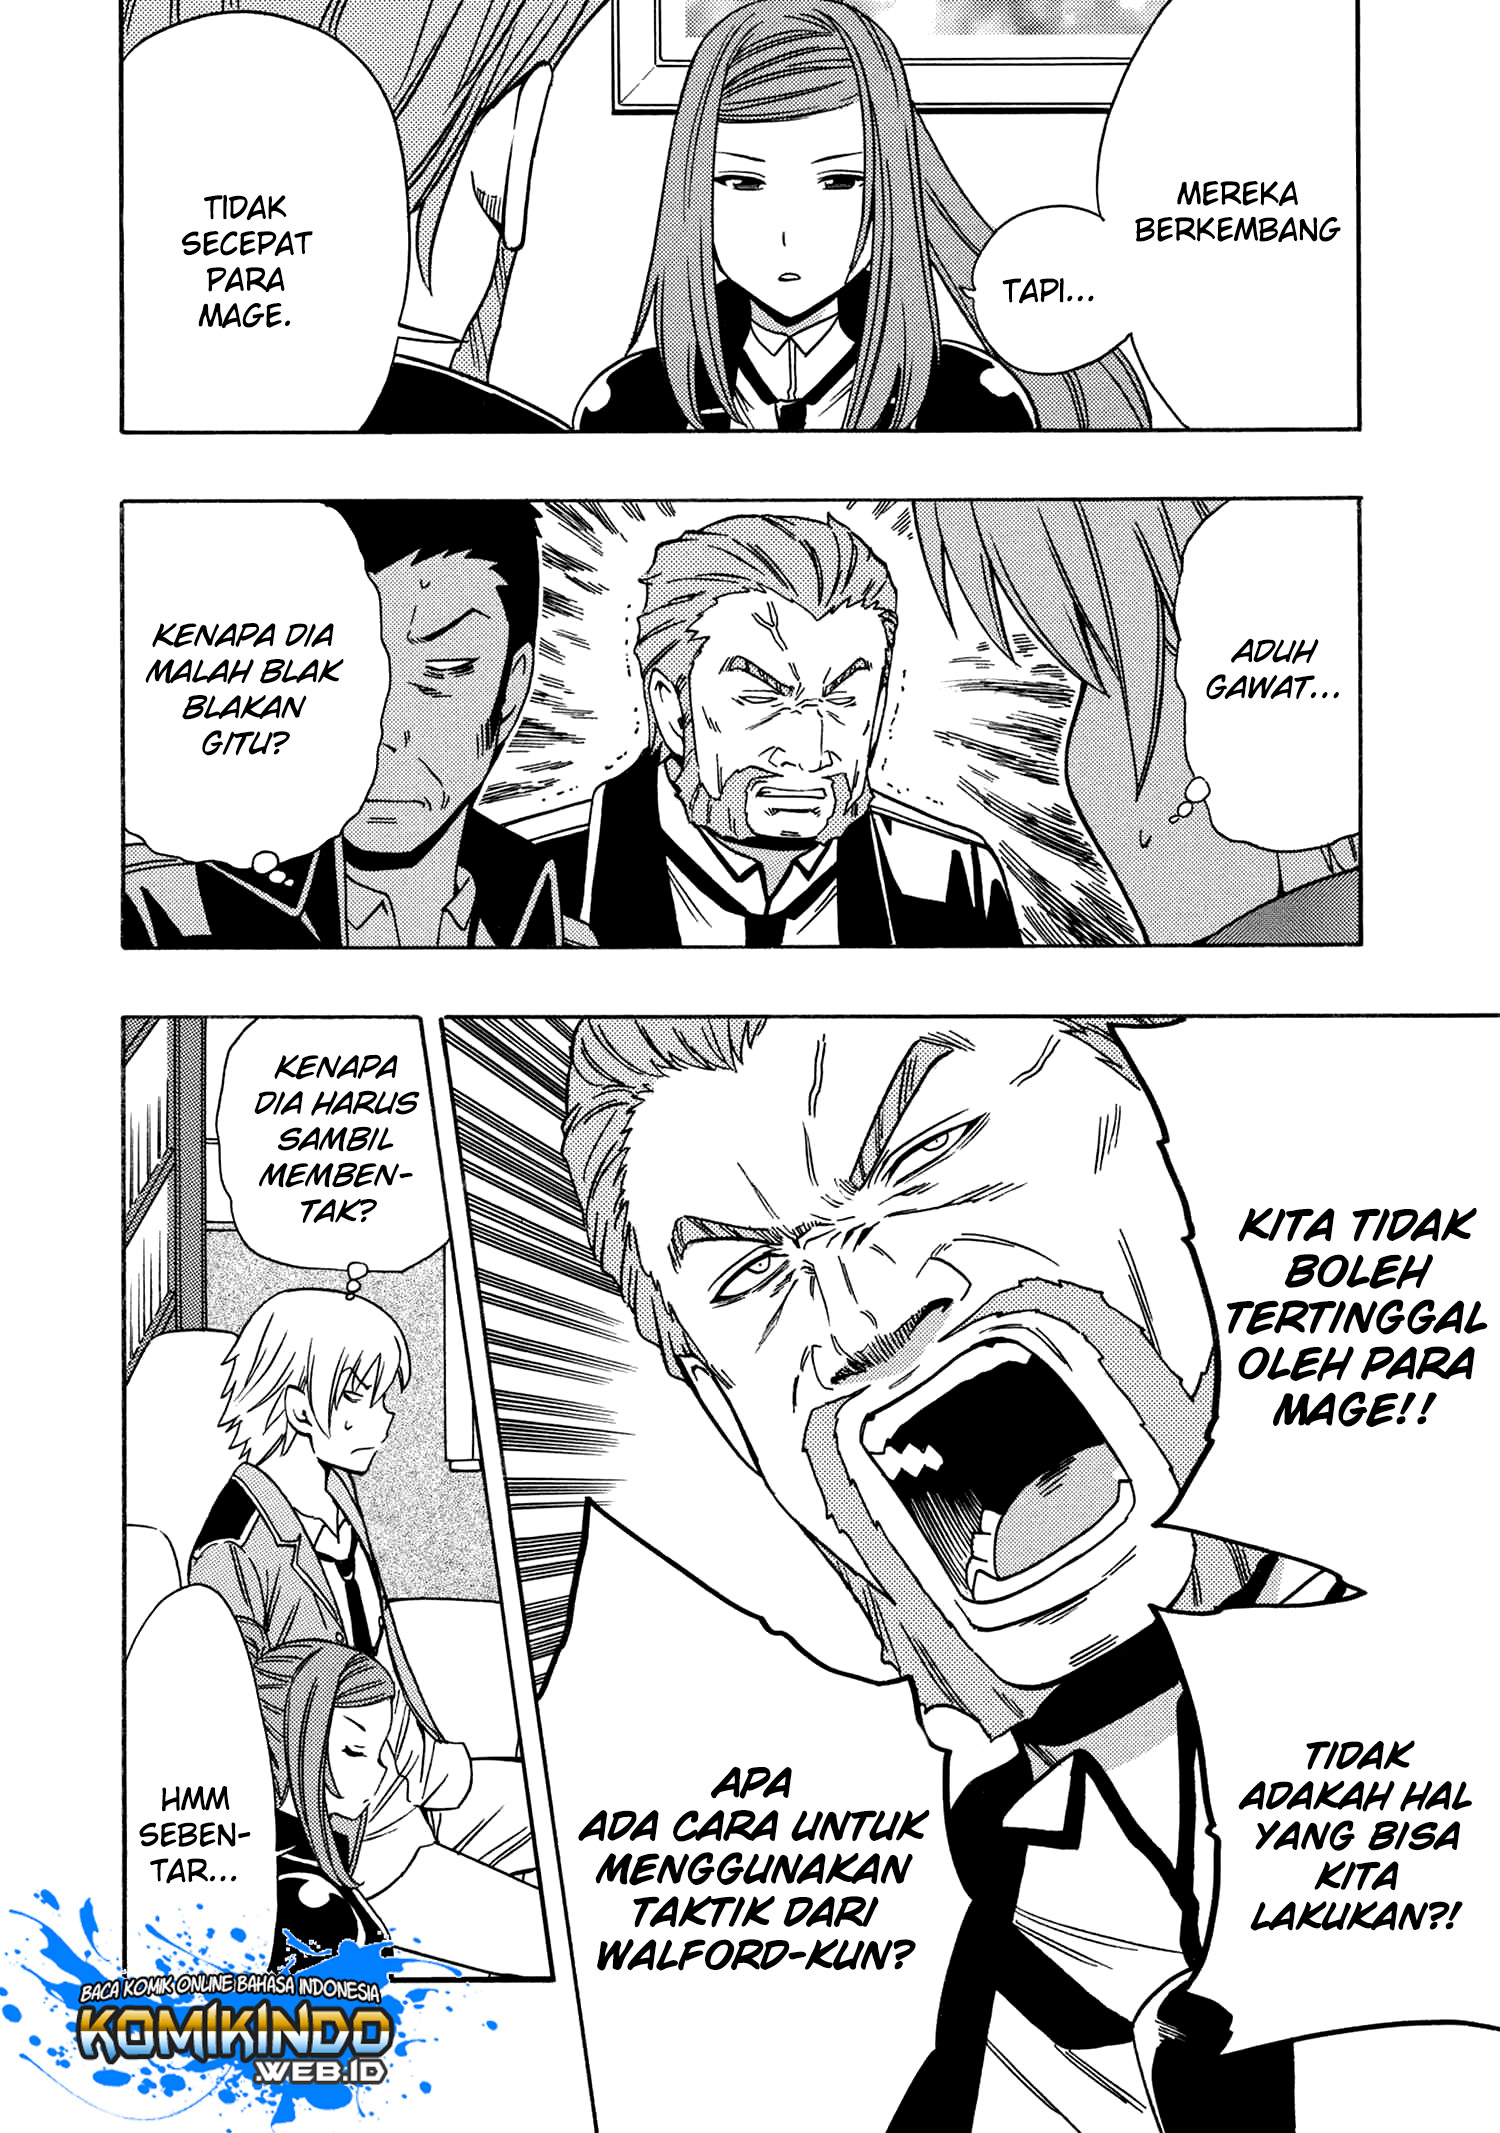 MEREKA
BERKEMBANG
TAPI...
TIDAK
SECEPAT
PARA
MAGE.
ADUH
GAWAT...
KENAPA DIA
MALAH BLAK
BLAKAN
GITU?
KITA TIDAK
BOLEH
TERTINGGAL
OLEH PARA
MAGE!!
TIDAK
ADAKAH HAL
YANG BISA
KITA
LAKUKAN?!
APA
ADA CARA UNTUK
MENGGUNAKAN
TAKTIK DARI
WALFORD-KUN?
KENAPA
DIA HARUS
SAMBIL
MEMBEN-
TAK?
HMM
SEBEN-
TAR...
BACA KOMIK ONLINE BAHASA INDONESIA
KOMIKINDO
.WEB.ID